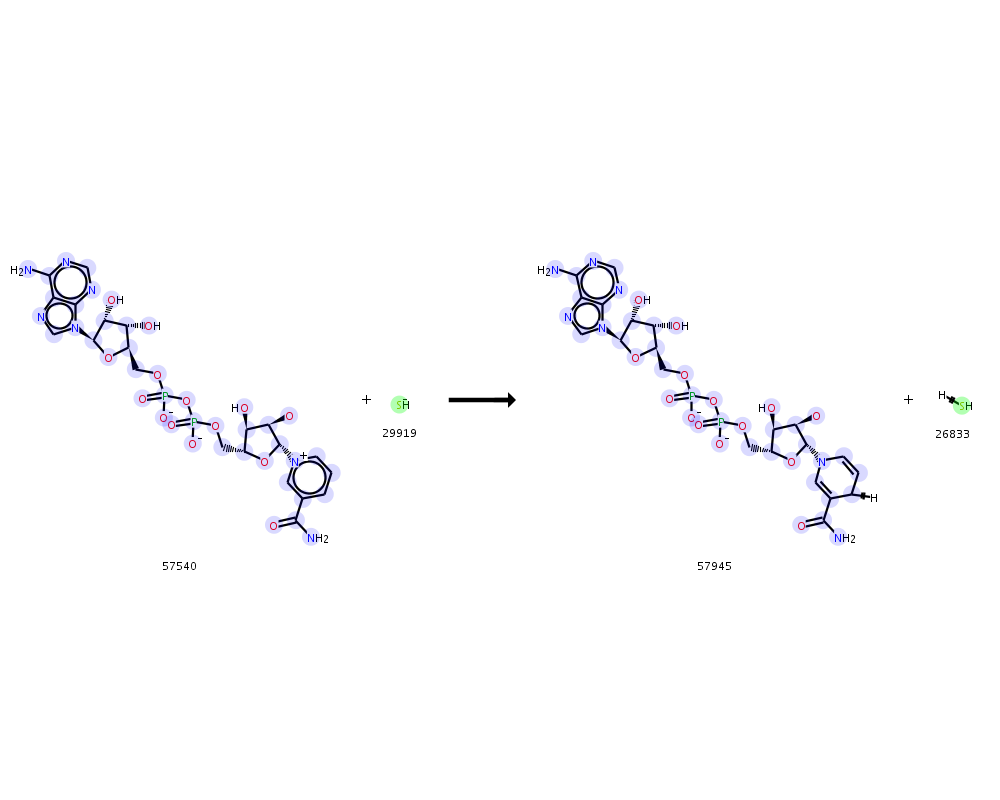 H₂N N N N N OH OH O O O P O⁻ O O P O⁻ O HO O O N⁺ O NH₂
57540
+
SH⁻
29919
H₂N N N N N OH OH O O O P O⁻ O O P O⁻ O HO O O N H O NH₂
57945
+
H SH
26833